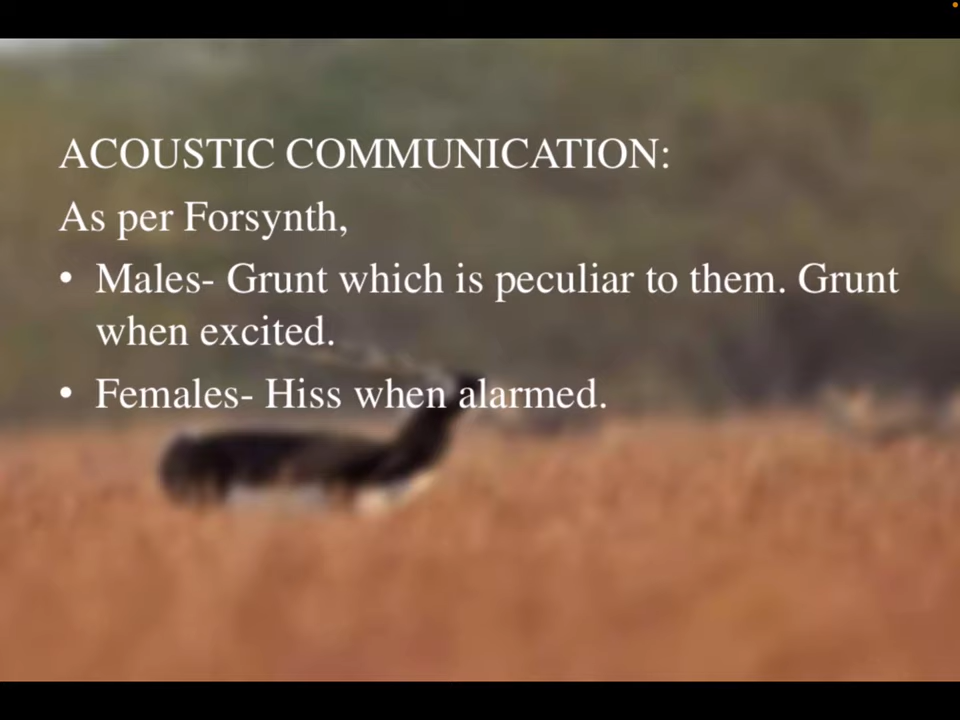 ACOUSTIC COMMUNICATION:
As per Forsynth,
• Males- Grunt which is peculiar to them. Grunt
when excited.
• Females- Hiss when alarmed.